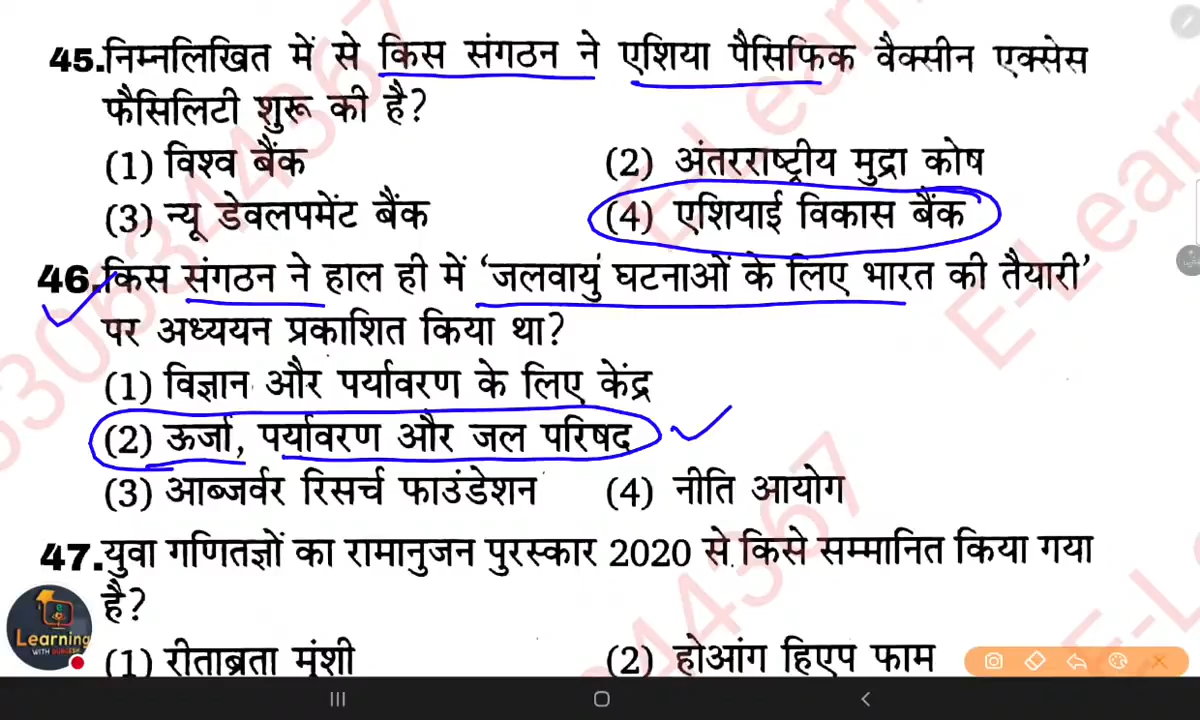 45.निम्नलिखित में से किस संगठन ने एशिया पैसिफिक वैक्सीन एक्सेस
फैसिलिटी शुरू की है?
(1) विश्व बैंक (2) अंतरराष्ट्रीय मुद्रा कोष
(3) न्यू डेवलपमेंट बैंक (4) एशियाई विकास बैंक
46.किस संगठन ने हाल ही में ‘जलवायु घटनाओं के लिए भारत की तैयारी’
पर अध्ययन प्रकाशित किया था?
(1) विज्ञान और पर्यावरण के लिए केंद्र
(2) ऊर्जा, पर्यावरण और जल परिषद
(3) आब्जर्वर रिसर्च फाउंडेशन (4) नीति आयोग
47.युवा गणितज्ञों का रामानुजन पुरस्कार 2020 से किसे सम्मानित किया गया
है?
(1) रीताब्रता मुंशी (2) होआंग हिएप फाम
Learning